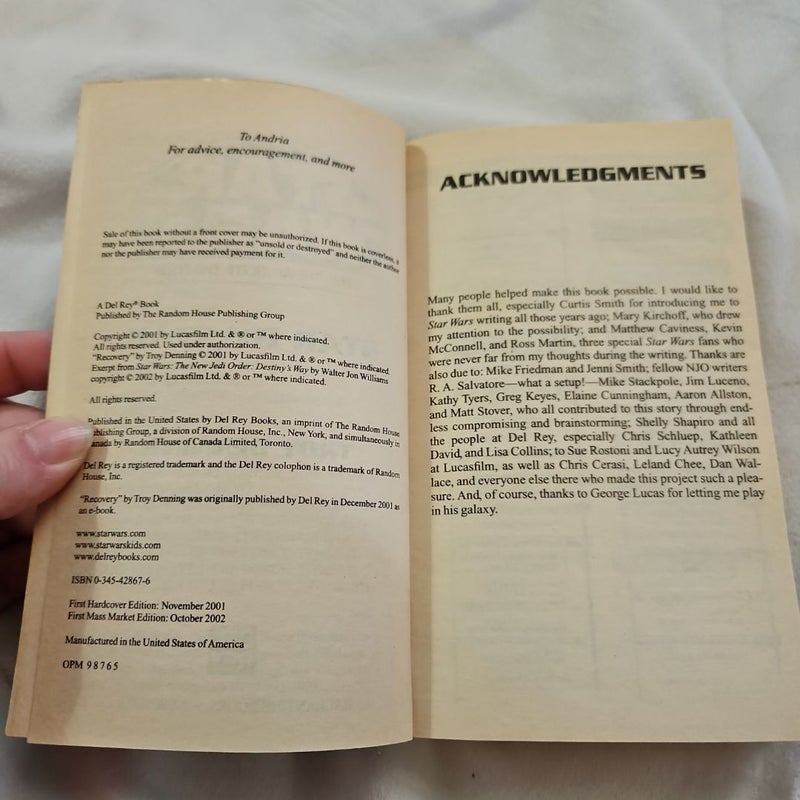 To Andria
For advice, encouragement, and more
Sale of this book without a front cover may be unauthorized. If this book is coverless, it
may have been reported to the publisher as "unsold or destroyed" and neither the author
nor the publisher may have received payment for it.
A Del Rey® Book
Published by The Random House Publishing Group
Copyright © 2001 by Lucasfilm Ltd. & ® or ™ where indicated.
All rights reserved. Used under authorization.
"Recovery" by Troy Denning © 2001 by Lucasfilm Ltd. & ® or ™ where indicated.
Exerpt from Star Wars: The New Jedi Order: Destiny's Way by Walter Jon Williams
copyright © 2002 by Lucasfilm Ltd. & ® or ™ where indicated.
All rights reserved.
Published in the United States by Del Rey Books, an imprint of The Random House
Publishing Group, a division of Random House, Inc., New York, and simultaneously in
Canada by Random House of Canada Limited, Toronto.
Del Rey is a registered trademark and the Del Rey colophon is a trademark of Random
House, Inc.
"Recovery" by Troy Denning was originally published by Del Rey in December 2001 as
an e-book.
www.starwars.com
www.starwarskids.com
www.delreybooks.com
ISBN 0-345-42867-6
First Hardcover Edition: November 2001
First Mass Market Edition: October 2002
Manufactured in the United States of America
OPM 9 8 7 6 5
ACKNOWLEDGMENTS
Many people helped make this book possible. I would like to
thank them all, especially Curtis Smith for introducing me to
Star Wars writing all those years ago; Mary Kirchoff, who drew
my attention to the possibility; and Matthew Caviness, Kevin
McConnell, and Ross Martin, three special Star Wars fans who
were never far from my thoughts during the writing. Thanks are
also due to: Mike Friedman and Jenni Smith; fellow NJO writers
R. A. Salvatore—what a setup!—Mike Stackpole, Jim Luceno,
Kathy Tyers, Greg Keyes, Elaine Cunningham, Aaron Allston,
and Matt Stover, who all contributed to this story through end-
less compromising and brainstorming; Shelly Shapiro and all
the people at Del Rey, especially Chris Schluep, Kathleen
David, and Lisa Collins; to Sue Rostoni and Lucy Autrey Wilson
at Lucasfilm, as well as Chris Cerasi, Leland Chee, Dan Wal-
lace, and everyone else there who made this project such a plea-
sure. And, of course, thanks to George Lucas for letting me play
in his galaxy.